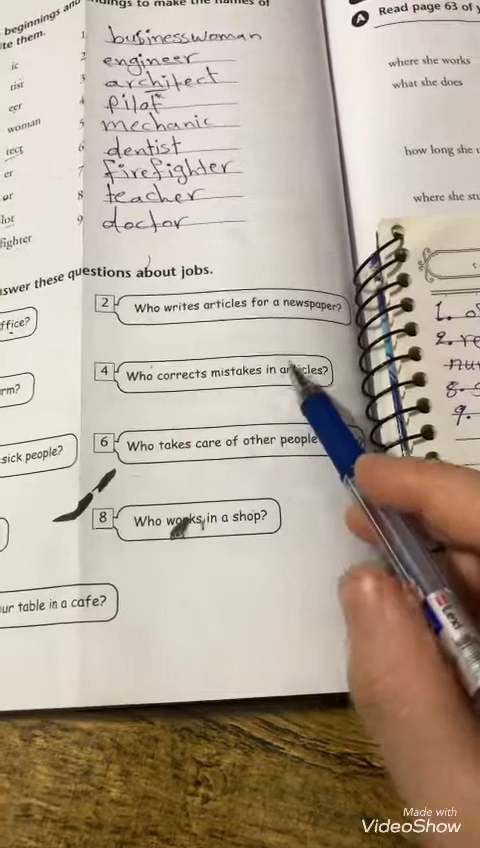 beginnings and endings to make the names of
ite them.
ic
tist
eer
woman
tect
er
or
lot
fighter
1 businesswoman
2 engineer
3 architect
4 pilot
5 mechanic
6 dentist
7 firefighter
8 teacher
9 doctor
swer these questions about jobs.
ffice?
2 Who writes articles for a newspaper?
rm?
4 Who corrects mistakes in articles?
sick people?
6 Who takes care of other people
8 Who works in a shop?
ur table in a cafe?
A Read page 63 of y
where she works
what she does
how long she
where she stu
1. o
2. re
nur
8. s
9.
Lexi
Made with
VideoShow